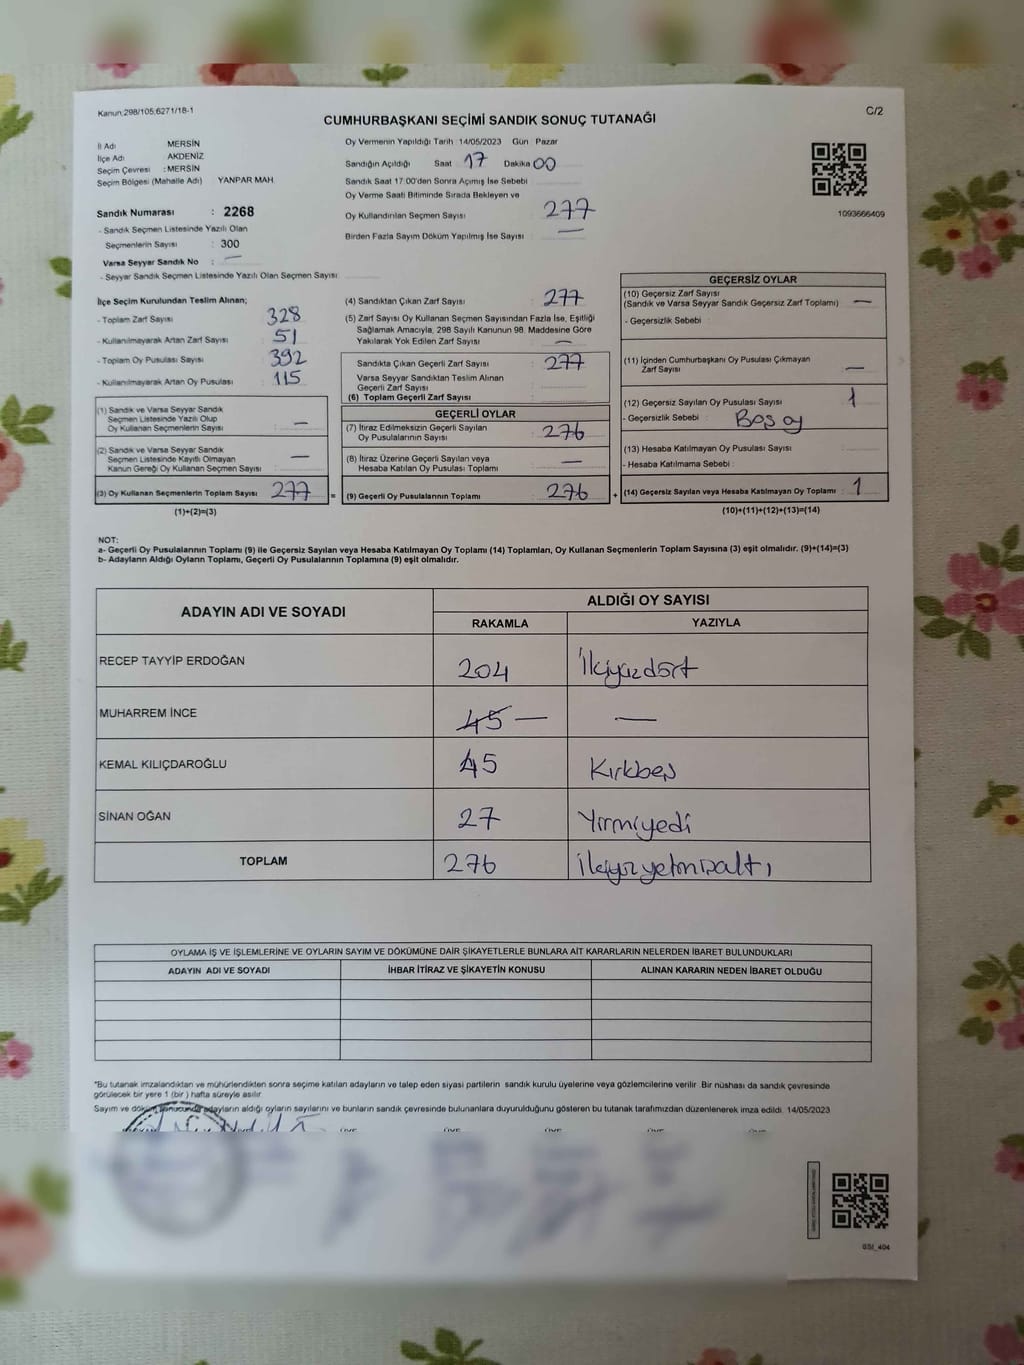 Kanun:298/105,6271/18-1
C/2
CUMHURBAŞKANI SEÇİMİ SANDIK SONUÇ TUTANAĞI
İl Adı MERSİN
İlçe Adı AKDENİZ
Seçim Çevresi : MERSİN
Seçim Bölgesi (Mahalle Adı) YANPAR MAH.
Sandık Numarası : 2268
- Sandık Seçmen Listesinde Yazılı Olan
Seçmenlerin Sayısı : 300
Varsa Seyyar Sandık No : —
- Seyyar Sandık Seçmen Listesinde Yazılı Olan Seçmen Sayısı
Oy Vermenin Yapıldığı Tarih 14/05/2023 Gün Pazar
Sandığın Açıldığı Saat 17 Dakika 00
Sandık Saat 17:00'den Sonra Açılmış İse Sebebi
Oy Verme Saati Bitiminde Sırada Bekleyen ve
Oy Kullandırılan Seçmen Sayısı 277
Birden Fazla Sayım Döküm Yapılmış İse Sayısı : —
1093666409
İlçe Seçim Kurulundan Teslim Alınan;
- Toplam Zarf Sayısı 328
- Kullanılmayarak Artan Zarf Sayısı 51
- Toplam Oy Pusulası Sayısı 392
- Kullanılmayarak Artan Oy Pusulası 115
(1) Sandık ve Varsa Seyyar Sandık
Seçmen Listesinde Yazılı Olup
Oy Kullanan Seçmenlerin Sayısı : —
(2) Sandık ve Varsa Seyyar Sandık
Seçmen Listesinde Kayıtlı Olmayan
Kanun Gereği Oy Kullanan Seçmen Sayısı : —
(3) Oy Kullanan Seçmenlerin Toplam Sayısı 277 =
(1)+(2)=(3)
(4) Sandıktan Çıkan Zarf Sayısı : 277
(5) Zarf Sayısı Oy Kullanan Seçmen Sayısından Fazla İse, Eşitliği
Sağlamak Amacıyla, 298 Sayılı Kanunun 98. Maddesine Göre
Yakılarak Yok Edilen Zarf Sayısı : —
Sandıkta Çıkan Geçerli Zarf Sayısı : 277
Varsa Seyyar Sandıktan Teslim Alınan
Geçerli Zarf Sayısı
(6) Toplam Geçerli Zarf Sayısı
GEÇERLİ OYLAR
(7) İtiraz Edilmeksizin Geçerli Sayılan
Oy Pusulalarının Sayısı : 276
(8) İtiraz Üzerine Geçerli Sayılan veya
Hesaba Katılan Oy Pusulası Toplamı : —
(9) Geçerli Oy Pusulalarının Toplamı : 276 +
GEÇERSİZ OYLAR
(10) Geçersiz Zarf Sayısı
(Sandık ve Varsa Seyyar Sandık Geçersiz Zarf Toplamı) : —
- Geçersizlik Sebebi :
(11) İçinden Cumhurbaşkanı Oy Pusulası Çıkmayan
Zarf Sayısı —
(12) Geçersiz Sayılan Oy Pusulası Sayısı 1
- Geçersizlik Sebebi : Boş oy
(13) Hesaba Katılmayan Oy Pusulası Sayısı
- Hesaba Katılmama Sebebi :
(14) Geçersiz Sayılan veya Hesaba Katılmayan Oy Toplamı : 1
(10)+(11)+(12)+(13)=(14)
NOT:
a- Geçerli Oy Pusulalarının Toplamı (9) ile Geçersiz Sayılan veya Hesaba Katılmayan Oy Toplamı (14) Toplamları, Oy Kullanan Seçmenlerin Toplam Sayısına (3) eşit olmalıdır. (9)+(14)=(3)
b- Adayların Aldığı Oyların Toplamı, Geçerli Oy Pusulalarının Toplamına (9) eşit olmalıdır.
ADAYIN ADI VE SOYADI
ALDIĞI OY SAYISI
RAKAMLA YAZIYLA
RECEP TAYYİP ERDOĞAN 204 İkiyüzdört
MUHARREM İNCE 45 — —
KEMAL KILIÇDAROĞLU 45 Kırkbeş
SİNAN OĞAN 27 Yirmiyedi
TOPLAM 276 İkiyüzyetmişaltı
OYLAMA İŞ VE İŞLEMLERİNE VE OYLARIN SAYIM VE DÖKÜMÜNE DAİR ŞİKAYETLERLE BUNLARA AİT KARARLARIN NELERDEN İBARET BULUNDUKLARI
ADAYIN ADI VE SOYADI İHBAR İTİRAZ VE ŞİKAYETİN KONUSU ALINAN KARARIN NEDEN İBARET OLDUĞU
*Bu tutanak imzalandıktan ve mühürlendikten sonra seçime katılan adayların ve talep eden siyasi partilerin sandık kurulu üyelerine veya gözlemcilerine verilir. Bir nüshası da sandık çevresinde
görülecek bir yere 1 (bir ) hafta süreyle asılır.
Sayım ve döküm sonucunda adayların aldığı oyların sayılarını ve bunların sandık çevresinde bulunanlara duyurulduğunu gösteren bu tutanak tarafımızdan düzenlenerek imza edildi. 14/05/2023
GSI_404